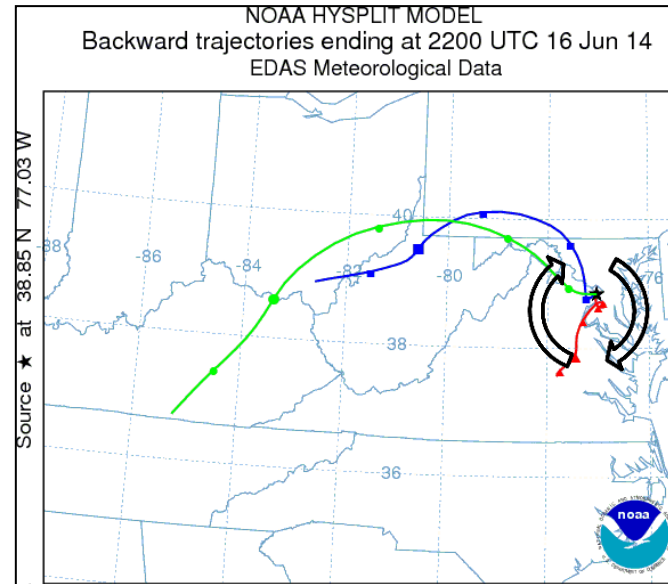 NOAA HYSPLIT MODEL
Backward trajectories ending at 2200 UTC 16 Jun 14
EDAS Meteorological Data
Source ★ at 38.85 N 77.03 W
40
-88
-86
-84
-82
-80
-76
38
36
noaa